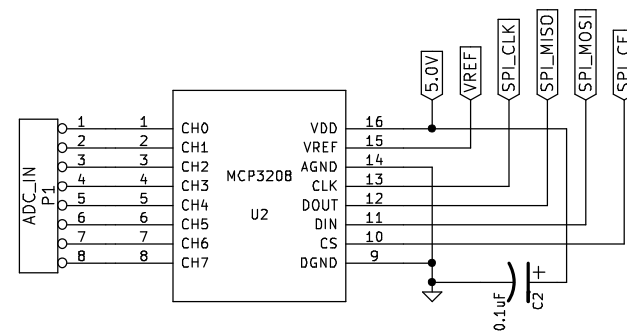 5.0V
VREF
SPI_CLK
SPI_MISO
SPI_MOSI
ADC_IN
P1
1 1 CH0 VDD 16
2 2 CH1 VREF 15
3 3 CH2 AGND 14
4 4 CH3 CLK 13
5 5 CH4 DOUT 12
6 6 CH5 DIN 11
7 7 CH6 CS 10
8 8 CH7 DGND 9
MCP3208
U2
0.1uF
+
C2